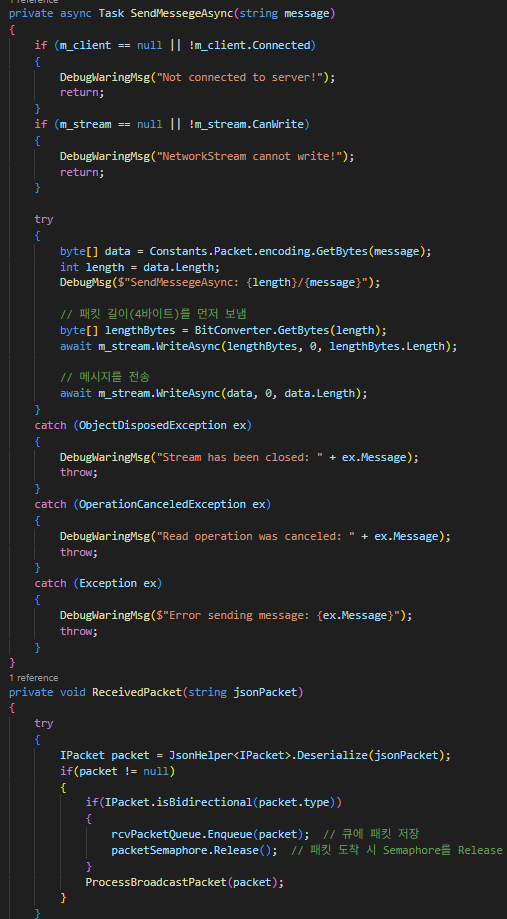 1 reference
private async Task SendMessegeAsync(string message)
{
    if (m_client == null || !m_client.Connected)
    {
        DebugWaringMsg("Not connected to server!");
        return;
    }
    if (m_stream == null || !m_stream.CanWrite)
    {
        DebugWaringMsg("NetworkStream cannot write!");
        return;
    }

    try
    {
        byte[] data = Constants.Packet.encoding.GetBytes(message);
        int length = data.Length;
        DebugMsg($"SendMessegeAsync: {length}/{message}");

        // 패킷 길이(4바이트)를 먼저 보냄
        byte[] lengthBytes = BitConverter.GetBytes(length);
        await m_stream.WriteAsync(lengthBytes, 0, lengthBytes.Length);

        // 메시지를 전송
        await m_stream.WriteAsync(data, 0, data.Length);
    }
    catch (ObjectDisposedException ex)
    {
        DebugWaringMsg("Stream has been closed: " + ex.Message);
        throw;
    }
    catch (OperationCanceledException ex)
    {
        DebugWaringMsg("Read operation was canceled: " + ex.Message);
        throw;
    }
    catch (Exception ex)
    {
        DebugWaringMsg($"Error sending message: {ex.Message}");
        throw;
    }
}
1 reference
private void ReceivedPacket(string jsonPacket)
{
    try
    {
        IPacket packet = JsonHelper<IPacket>.Deserialize(jsonPacket);
        if(packet != null)
        {
            if(IPacket.isBidirectional(packet.type))
            {
                rcvPacketQueue.Enqueue(packet);  // 큐에 패킷 저장
                packetSemaphore.Release();  // 패킷 도착 시 Semaphore를 Release
            }
            ProcessBroadcastPacket(packet);
        }
    }